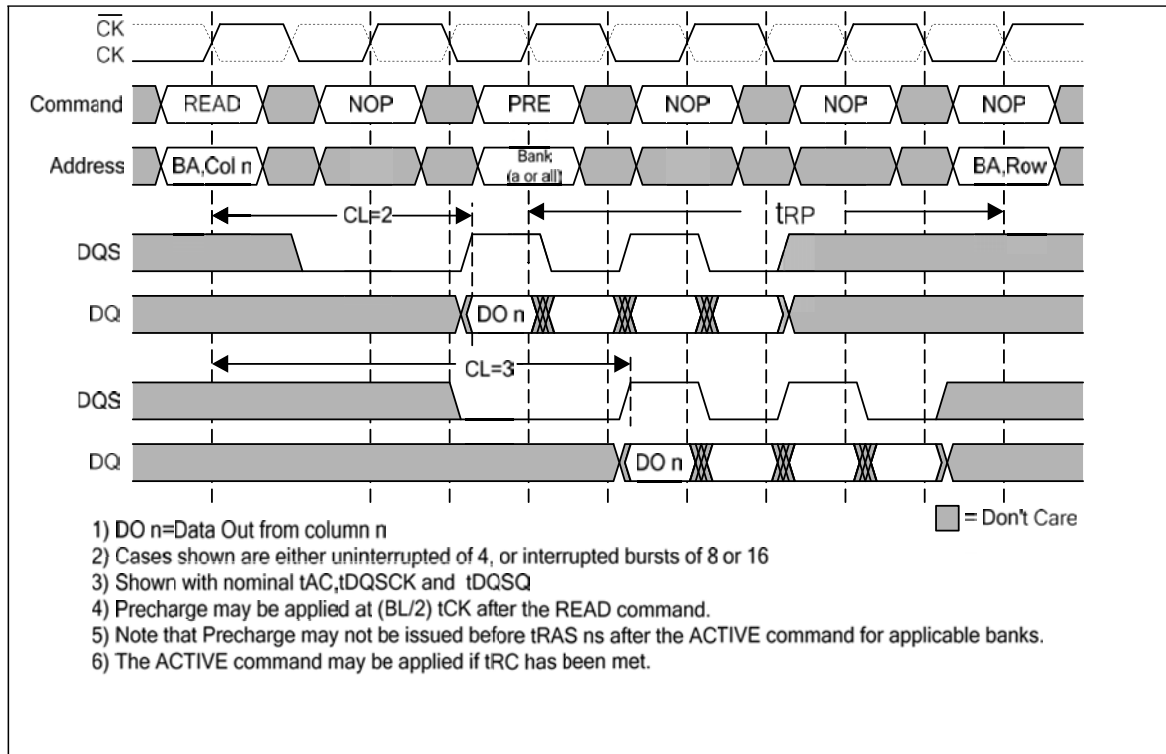 CK
CK
Command READ NOP PRE NOP NOP NOP
Address BA,Col n Bank (a or all) BA,Row
CL=2 tRP
DQS
DQ DO n
CL=3
DQS
DQ DO n
= Don't Care
1) DO n=Data Out from column n
2) Cases shown are either uninterrupted of 4, or interrupted bursts of 8 or 16
3) Shown with nominal tAC,tDQSCK and tDQSQ
4) Precharge may be applied at (BL/2) tCK after the READ command.
5) Note that Precharge may not be issued before tRAS ns after the ACTIVE command for applicable banks.
6) The ACTIVE command may be applied if tRC has been met.